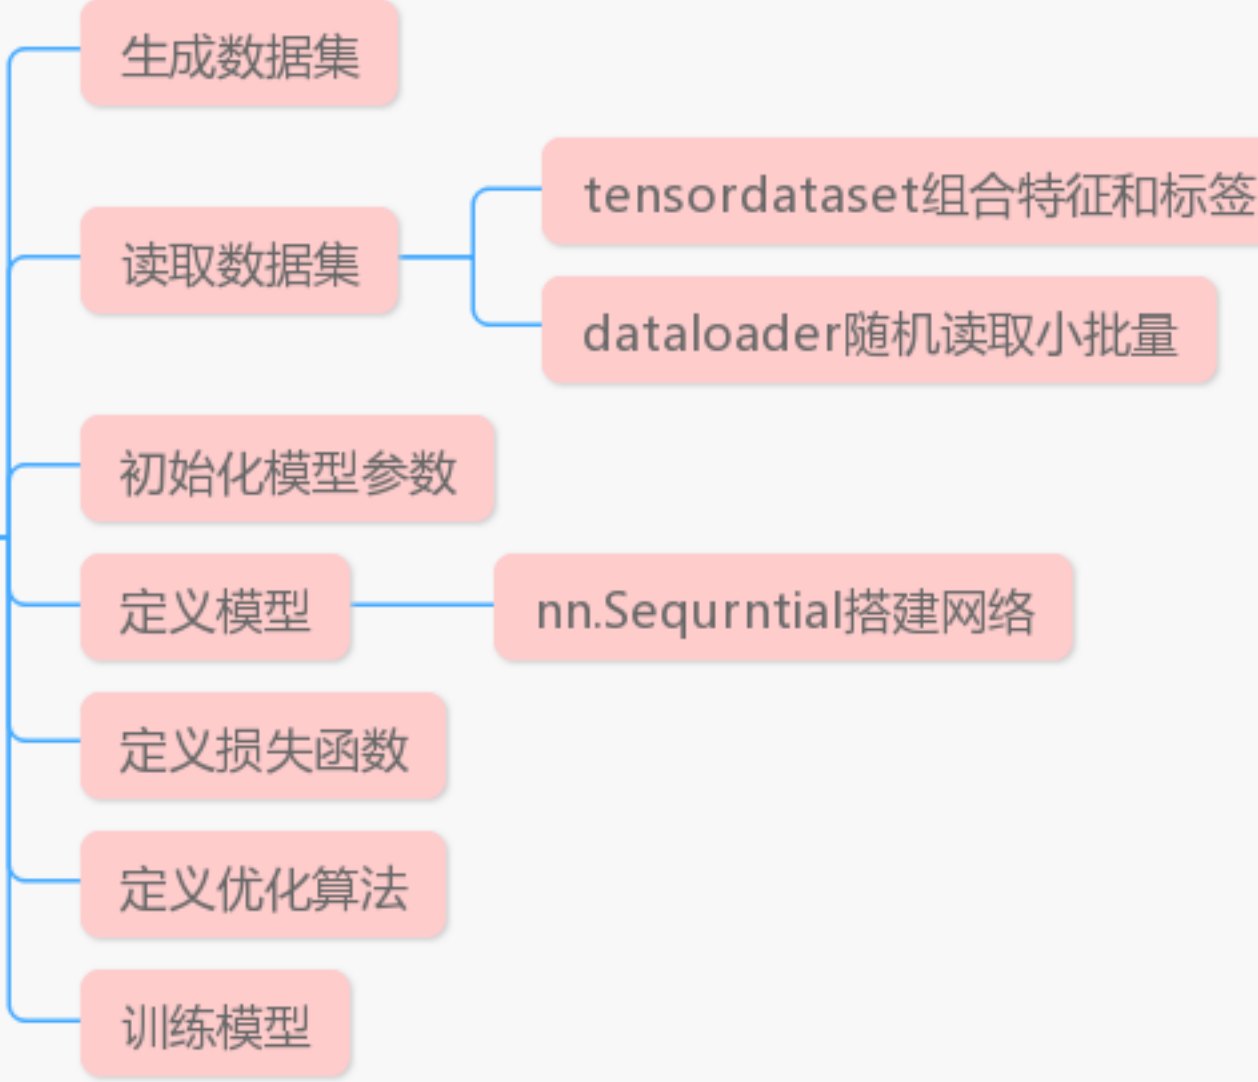 生成数据集
tensordataset组合特征和标签
读取数据集
dataloader随机读取小批量
初始化模型参数
定义模型
nn.Sequrntial搭建网络
定义损失函数
定义优化算法
训练模型